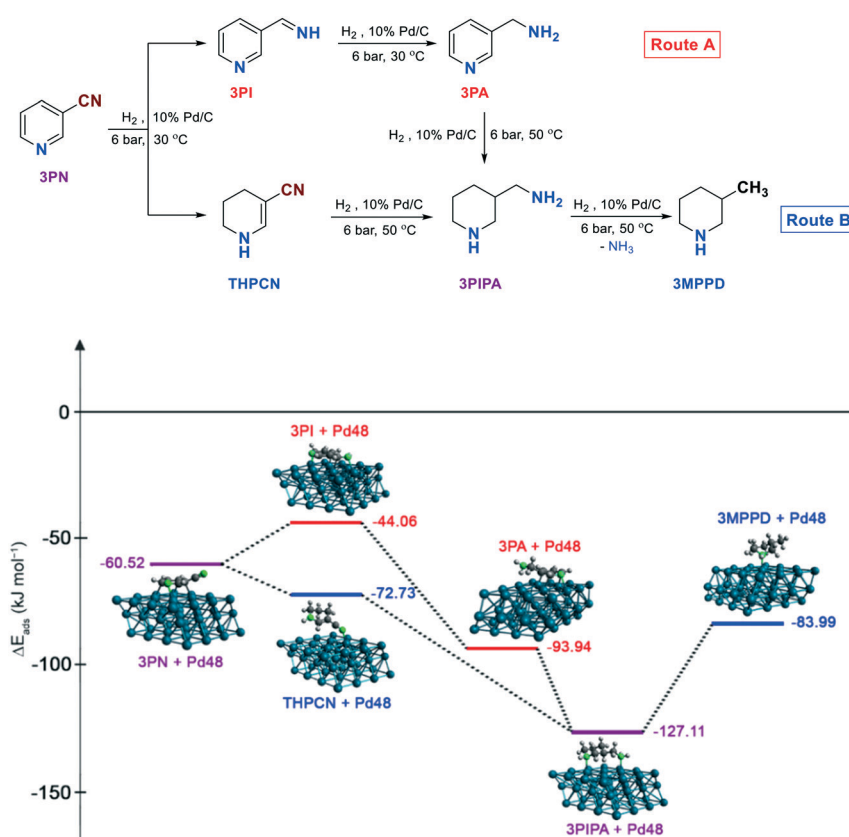 H₂ , 10% Pd/C
6 bar, 30 °C
NH
N
3PI
NH₂
N
3PA
Route A
CN
N
3PN
H₂ , 10% Pd/C
6 bar, 30 °C
H₂ , 10% Pd/C
6 bar, 50 °C
CN
N
H
THPCN
H₂ , 10% Pd/C
6 bar, 50 °C
NH₂
N
H
3PIPA
H₂ , 10% Pd/C
6 bar, 50 °C
- NH₃
CH₃
N
H
3MPPD
Route B
ΔE_ads (kJ mol⁻¹)
0
-50
-100
-150
3PI + Pd48
-44.06
-60.52
3PN + Pd48
-72.73
THPCN + Pd48
3PA + Pd48
-93.94
3MPPD + Pd48
-83.99
-127.11
3PIPA + Pd48